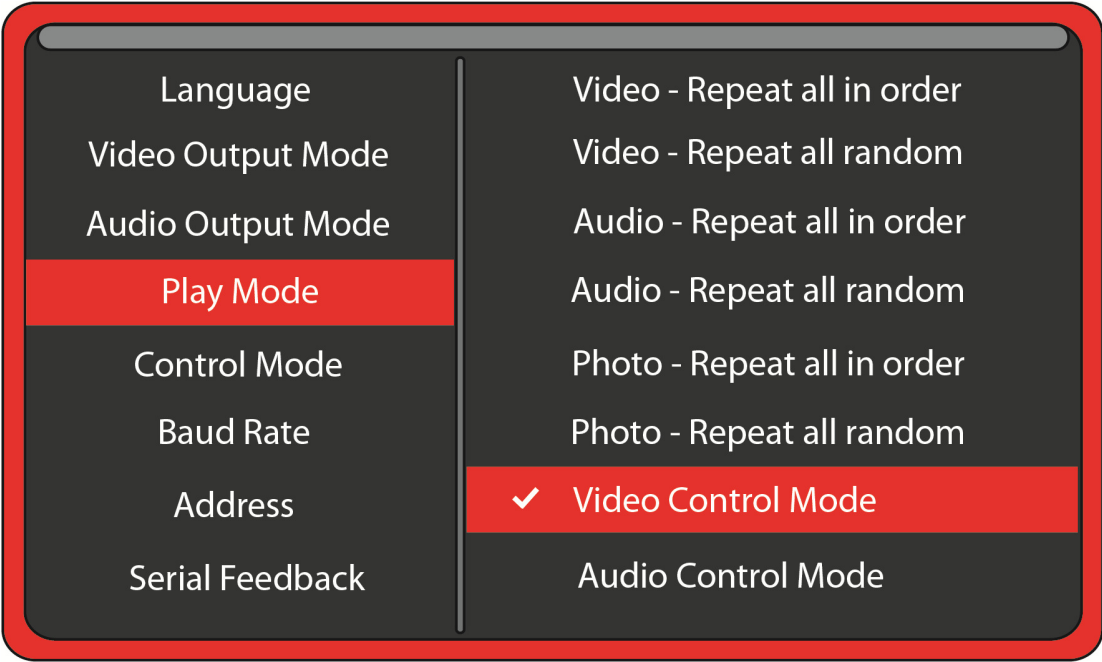 Language
Video Output Mode
Audio Output Mode
Play Mode
Control Mode
Baud Rate
Address
Serial Feedback
Video - Repeat all in order
Video - Repeat all random
Audio - Repeat all in order
Audio - Repeat all random
Photo - Repeat all in order
Photo - Repeat all random
Video Control Mode
Audio Control Mode